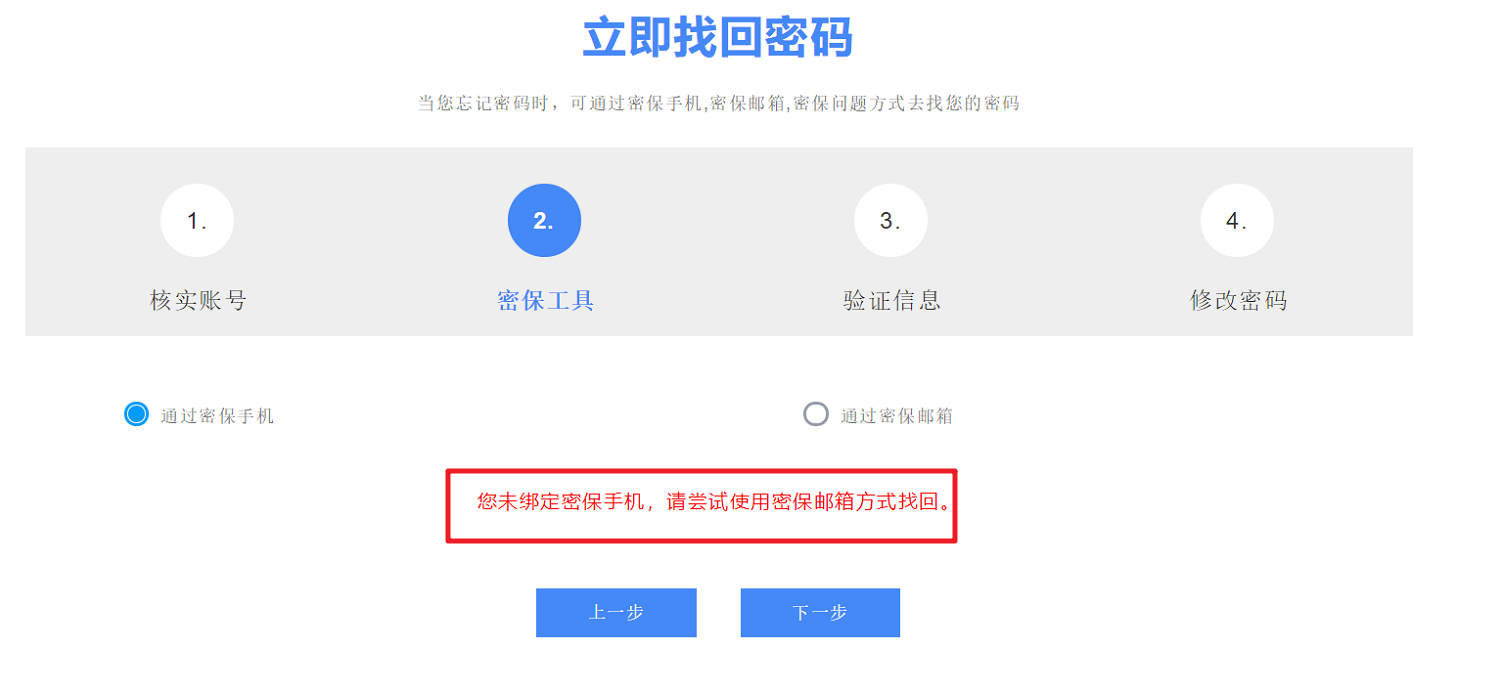 立即找回密码
当您忘记密码时，可通过密保手机,密保邮箱,密保问题方式去找您的密码
1.
2.
3.
4.
核实账号
密保工具
验证信息
修改密码
通过密保手机
通过密保邮箱
您未绑定密保手机，请尝试使用密保邮箱方式找回。
上一步
下一步